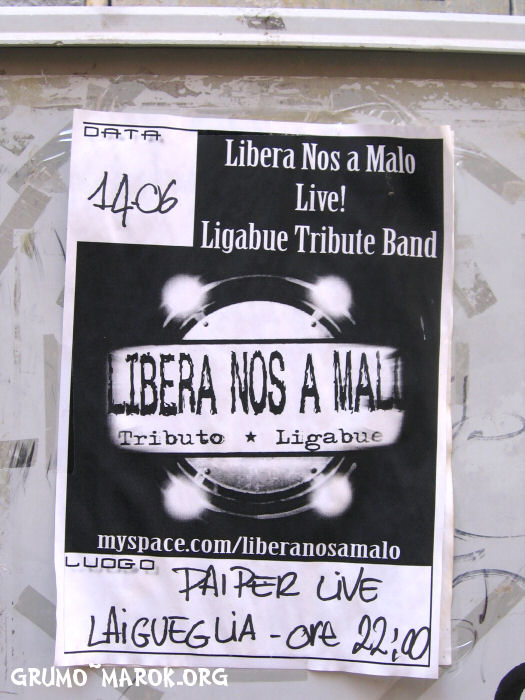 DATA
14-06
Libera Nos a Malo
Live!
Ligabue Tribute Band
LIBERA NOS A MALO
Tributo ★ Ligabue
myspace.com/liberanosamalo
LUOGO
PAIPER LIVE
LAIGUEGLIA - ore 22:00
GRUMO~MAROK.ORG